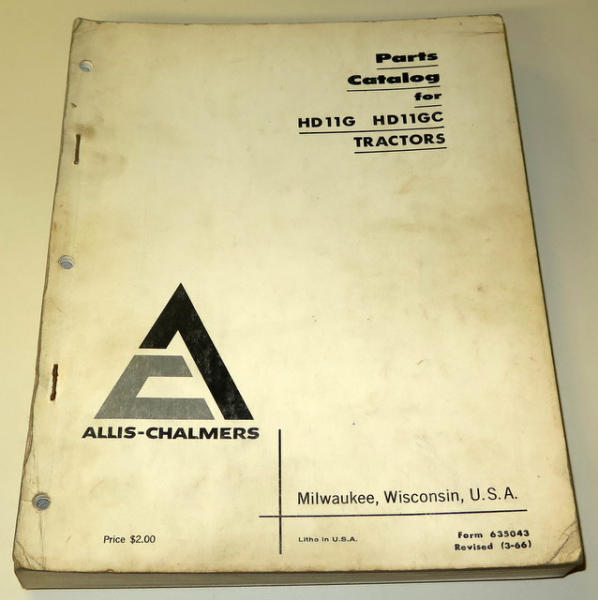 Parts
Catalog
for
HD11G HD11GC
TRACTORS
ALLIS-CHALMERS
Milwaukee, Wisconsin, U.S.A.
Price $2.00
Litho in U.S.A.
Form 635043
Revised (3-66)